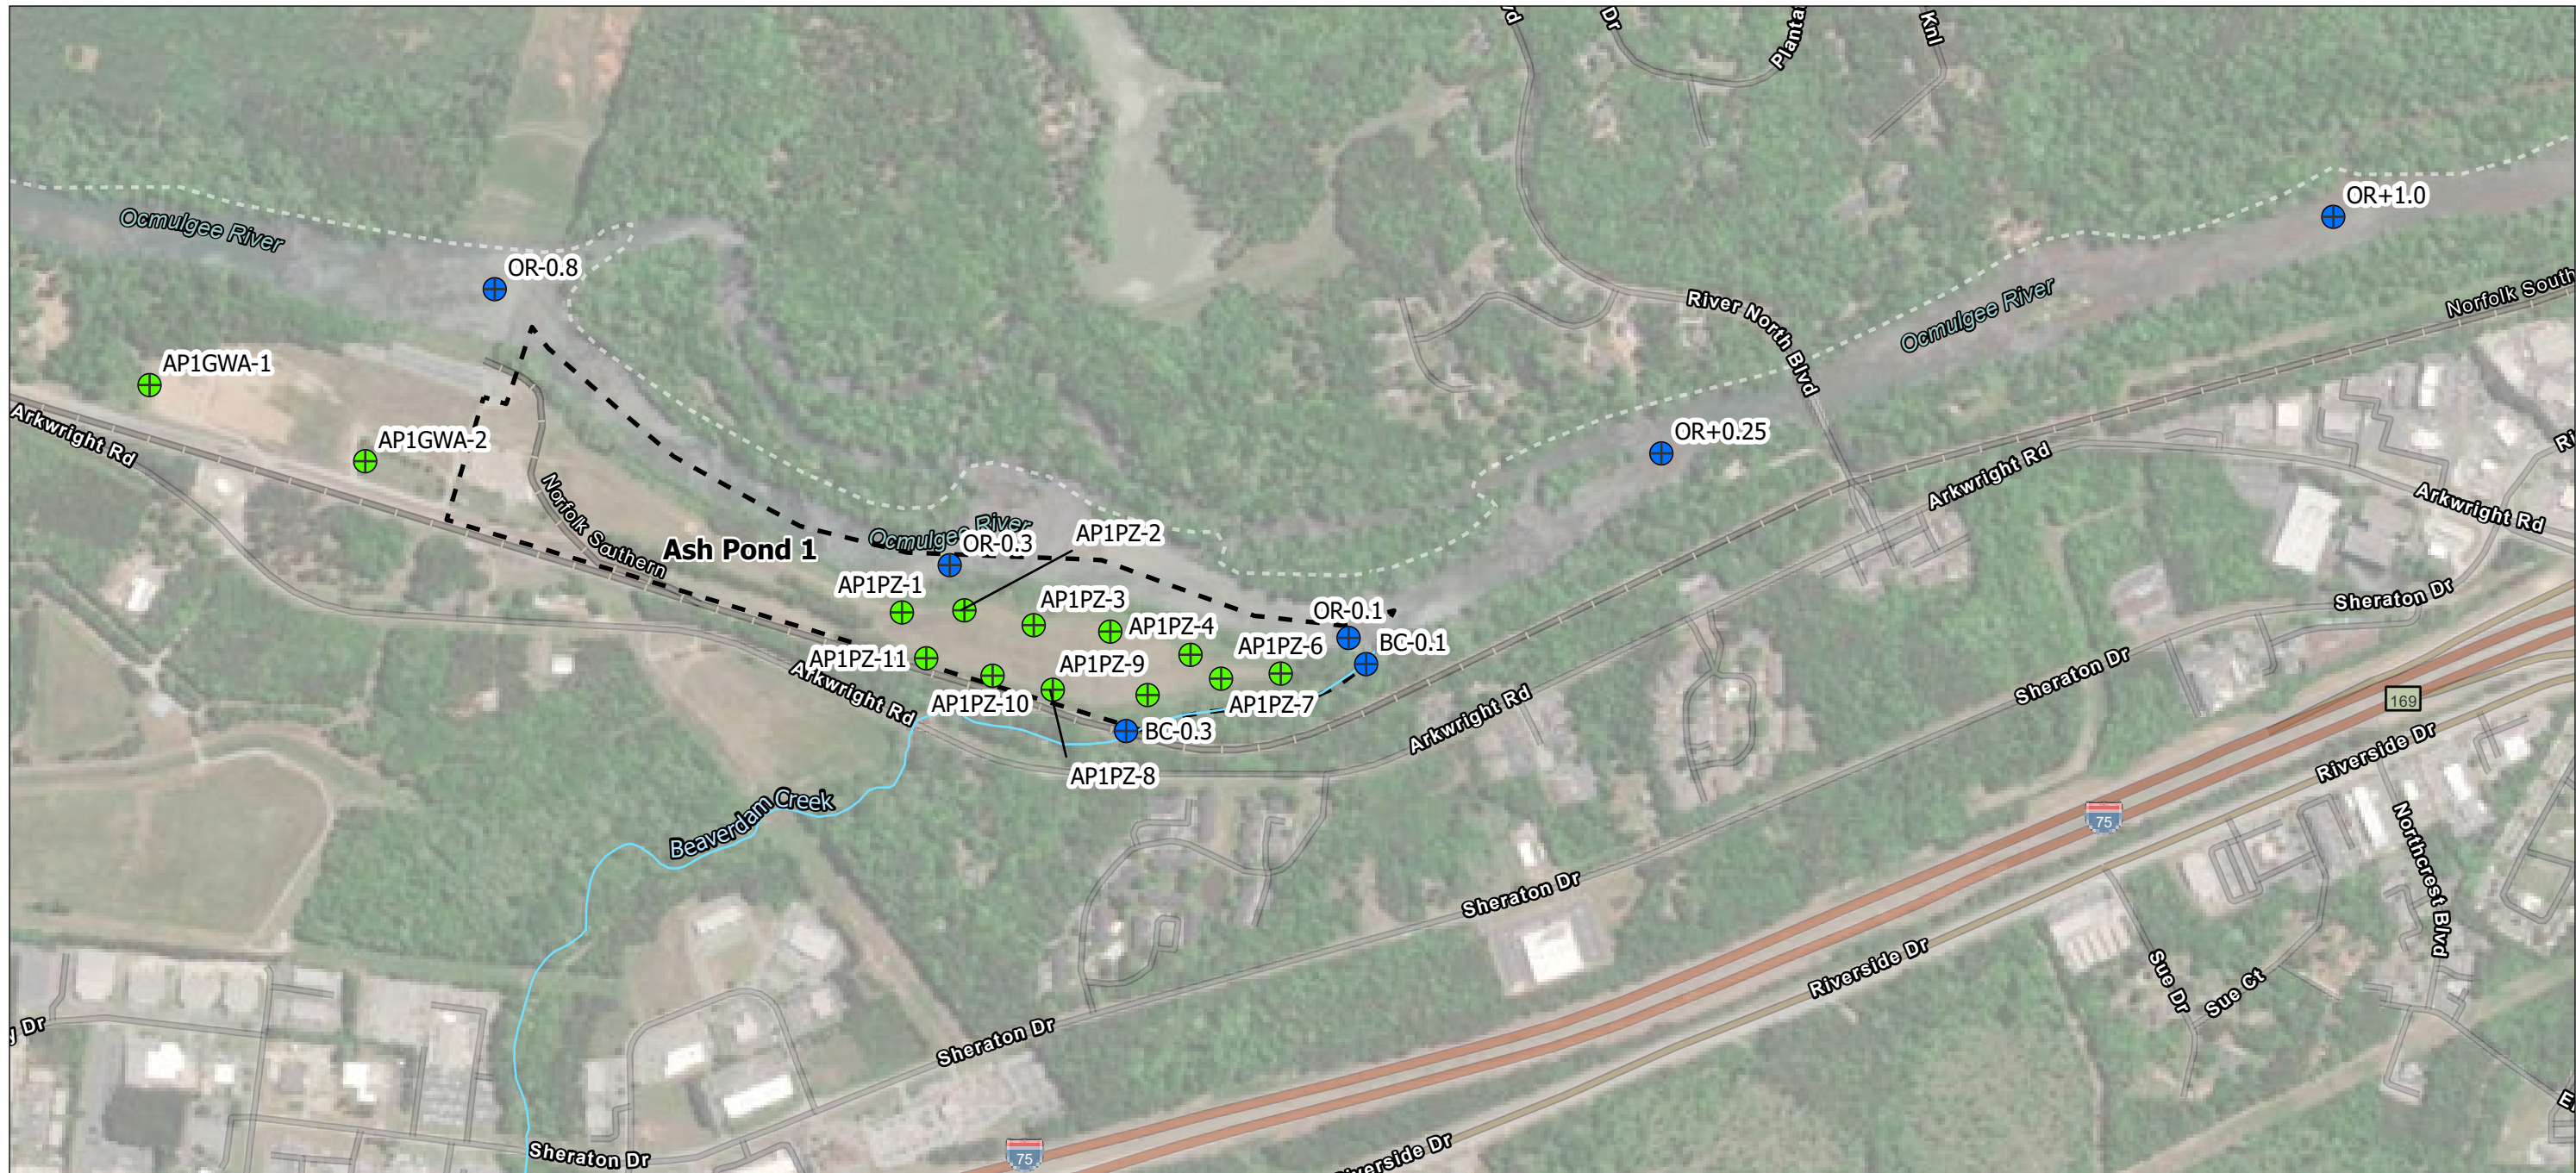 Dr
Knl
OR+1.0
Ocmulgee River
OR-0.8
Norfolk South
River North Blvd
Ocmulgee River
AP1GWA-1
Arkwright Rd
AP1GWA-2
OR+0.25
Arkwright Rd
Arkwright Rd
Norfolk Southern
Ash Pond 1
Ocmulgee River
OR-0.3
AP1PZ-2
AP1PZ-1
AP1PZ-3
AP1PZ-4
OR-0.1
Sheraton Dr
AP1PZ-11
AP1PZ-9
AP1PZ-6
BC-0.1
Sheraton Dr
Arkwright Rd
AP1PZ-10
AP1PZ-7
Arkwright Rd
169
BC-0.3
AP1PZ-8
Riverside Dr
Beaverdam Creek
75
Northcrest Blvd
Sheraton Dr
Riverside Dr
Sue Dr
Sue Ct
Dr
Sheraton Dr
Sheraton Dr
75
Riverside Dr